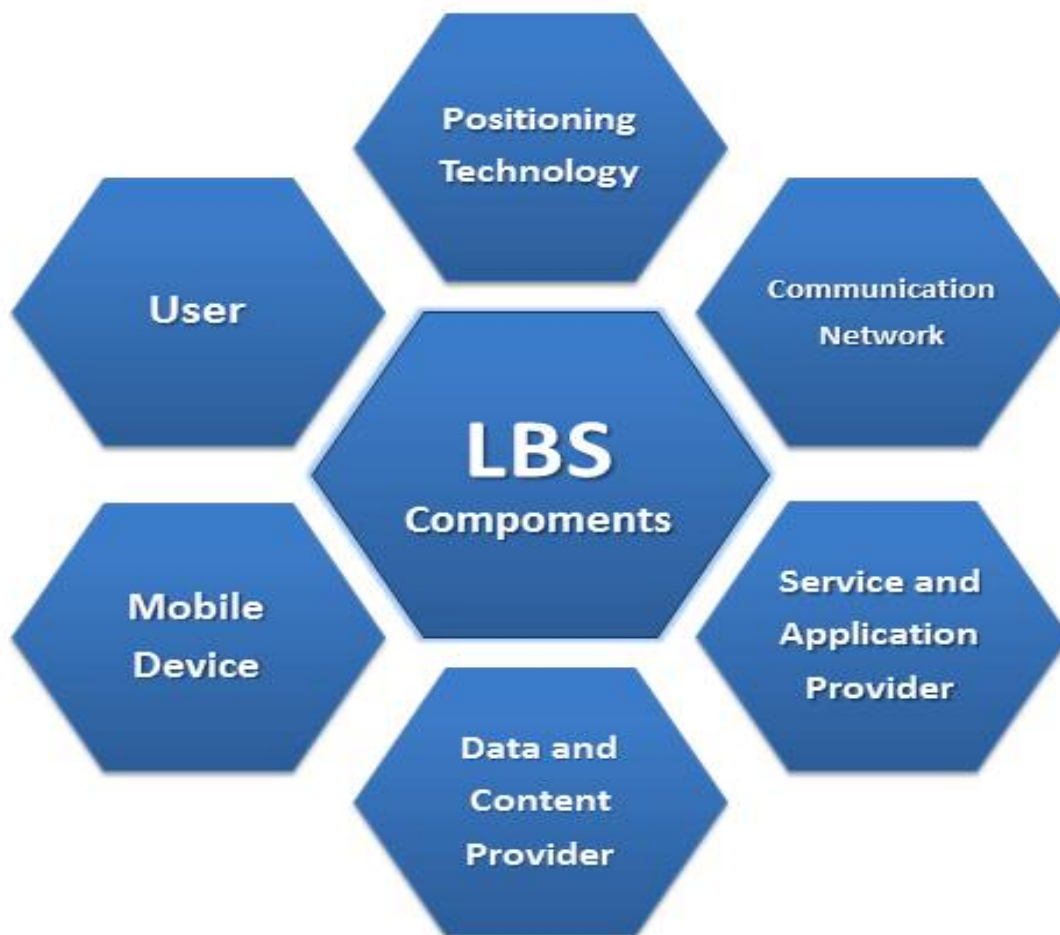 Positioning
Technology
User
Communication
Network
LBS
Compoments
Mobile
Device
Service and
Application
Provider
Data and
Content
Provider